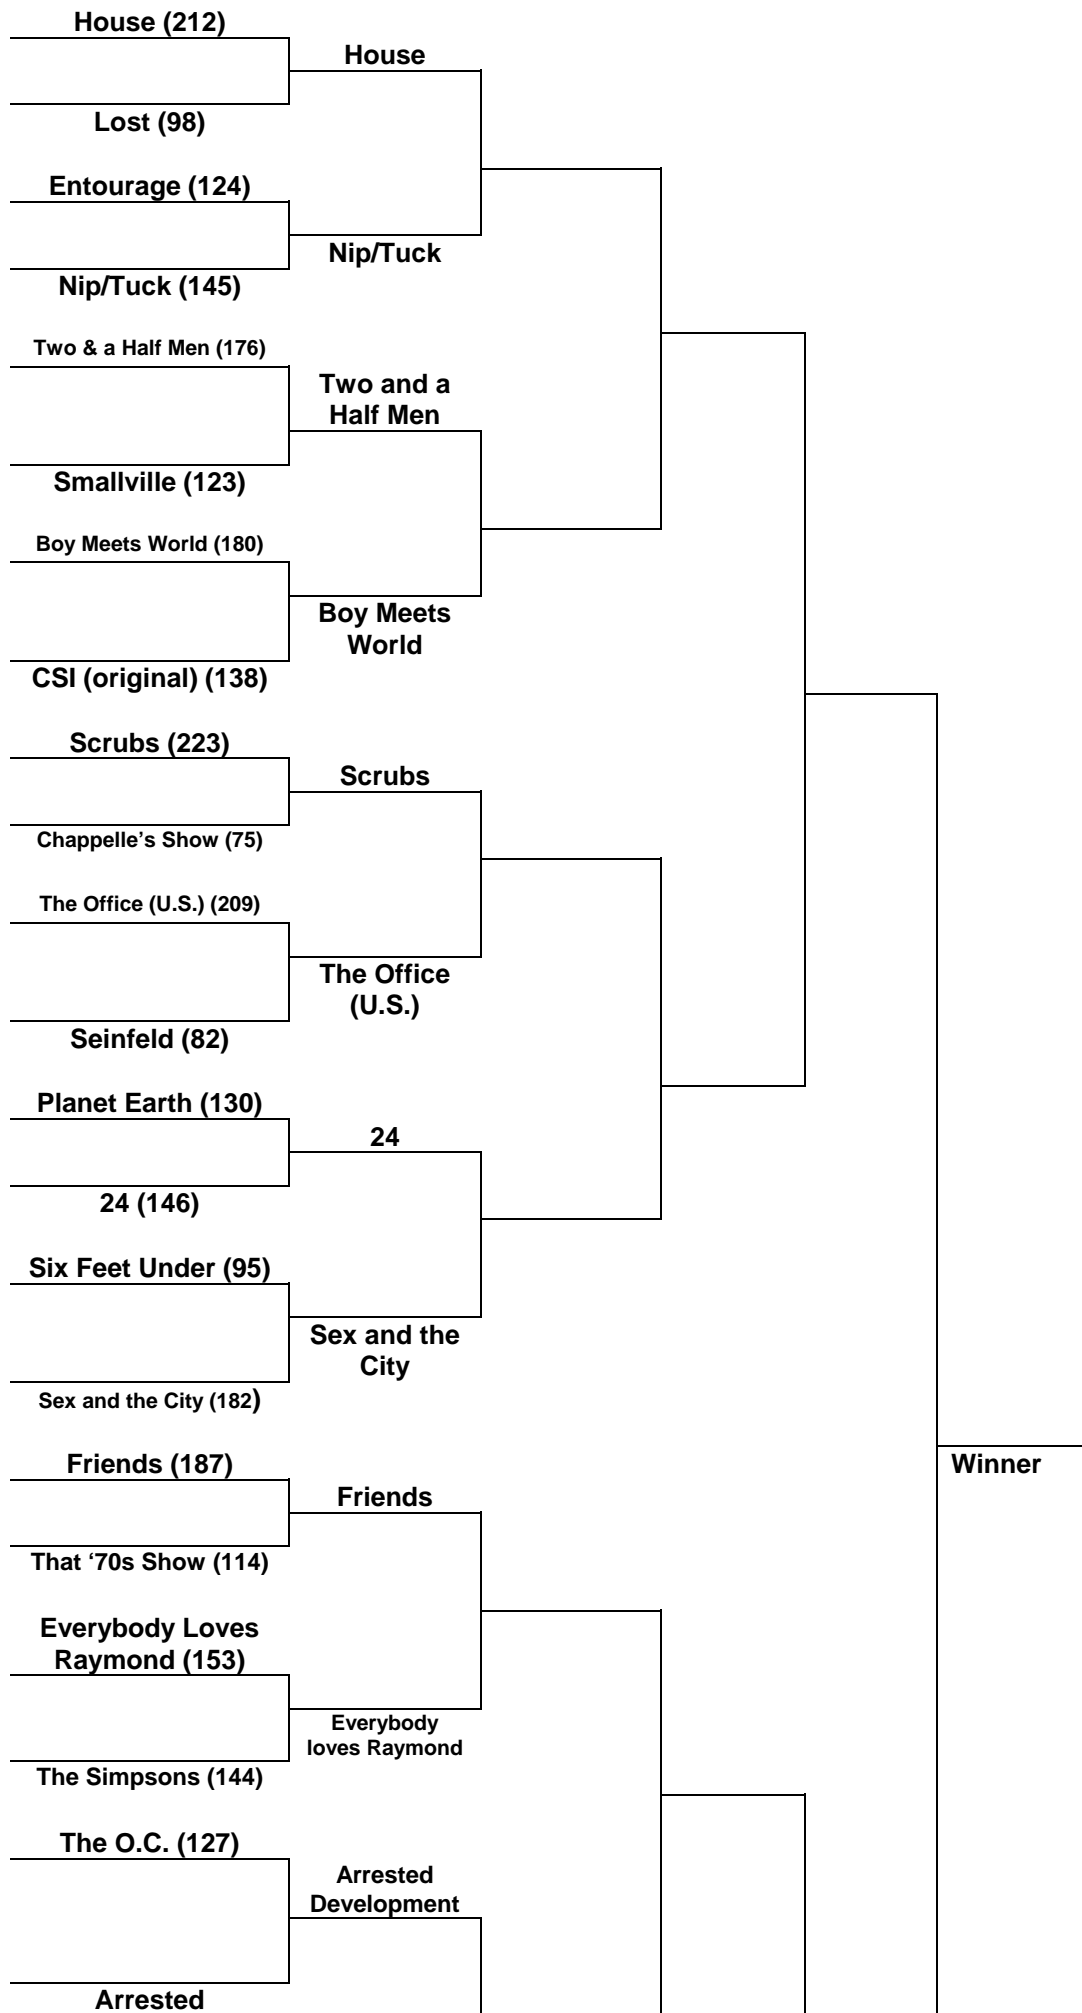 House (212)
House
Lost (98)
Entourage (124)
Nip/Tuck
Nip/Tuck (145)
Two & a Half Men (176)
Two and a
Half Men
Smallville (123)
Boy Meets World (180)
Boy Meets
World
CSI (original) (138)
Scrubs (223)
Scrubs
Chappelle’s Show (75)
The Office (U.S.) (209)
The Office
(U.S.)
Seinfeld (82)
Planet Earth (130)
24
24 (146)
Six Feet Under (95)
Sex and the
City
Sex and the City (182)
Friends (187)
Winner
Friends
That ‘70s Show (114)
Everybody Loves
Raymond (153)
Everybody
loves Raymond
The Simpsons (144)
The O.C. (127)
Arrested
Development
Arrested